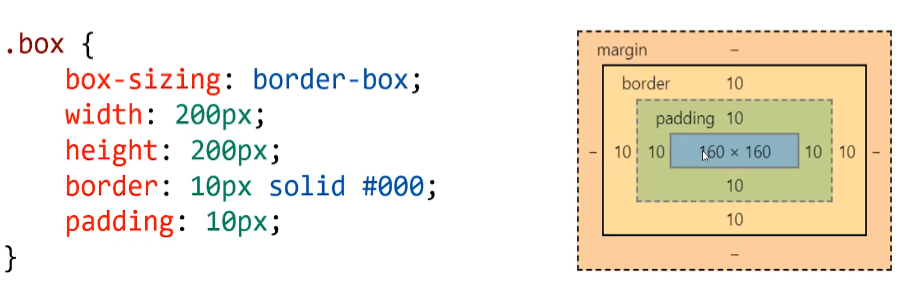 .box {
    box-sizing: border-box;
    width: 200px;
    height: 200px;
    border: 10px solid #000;
    padding: 10px;
}
margin –
border 10
padding 10
– 10 10 160 × 160 10 10 –
10
10
–